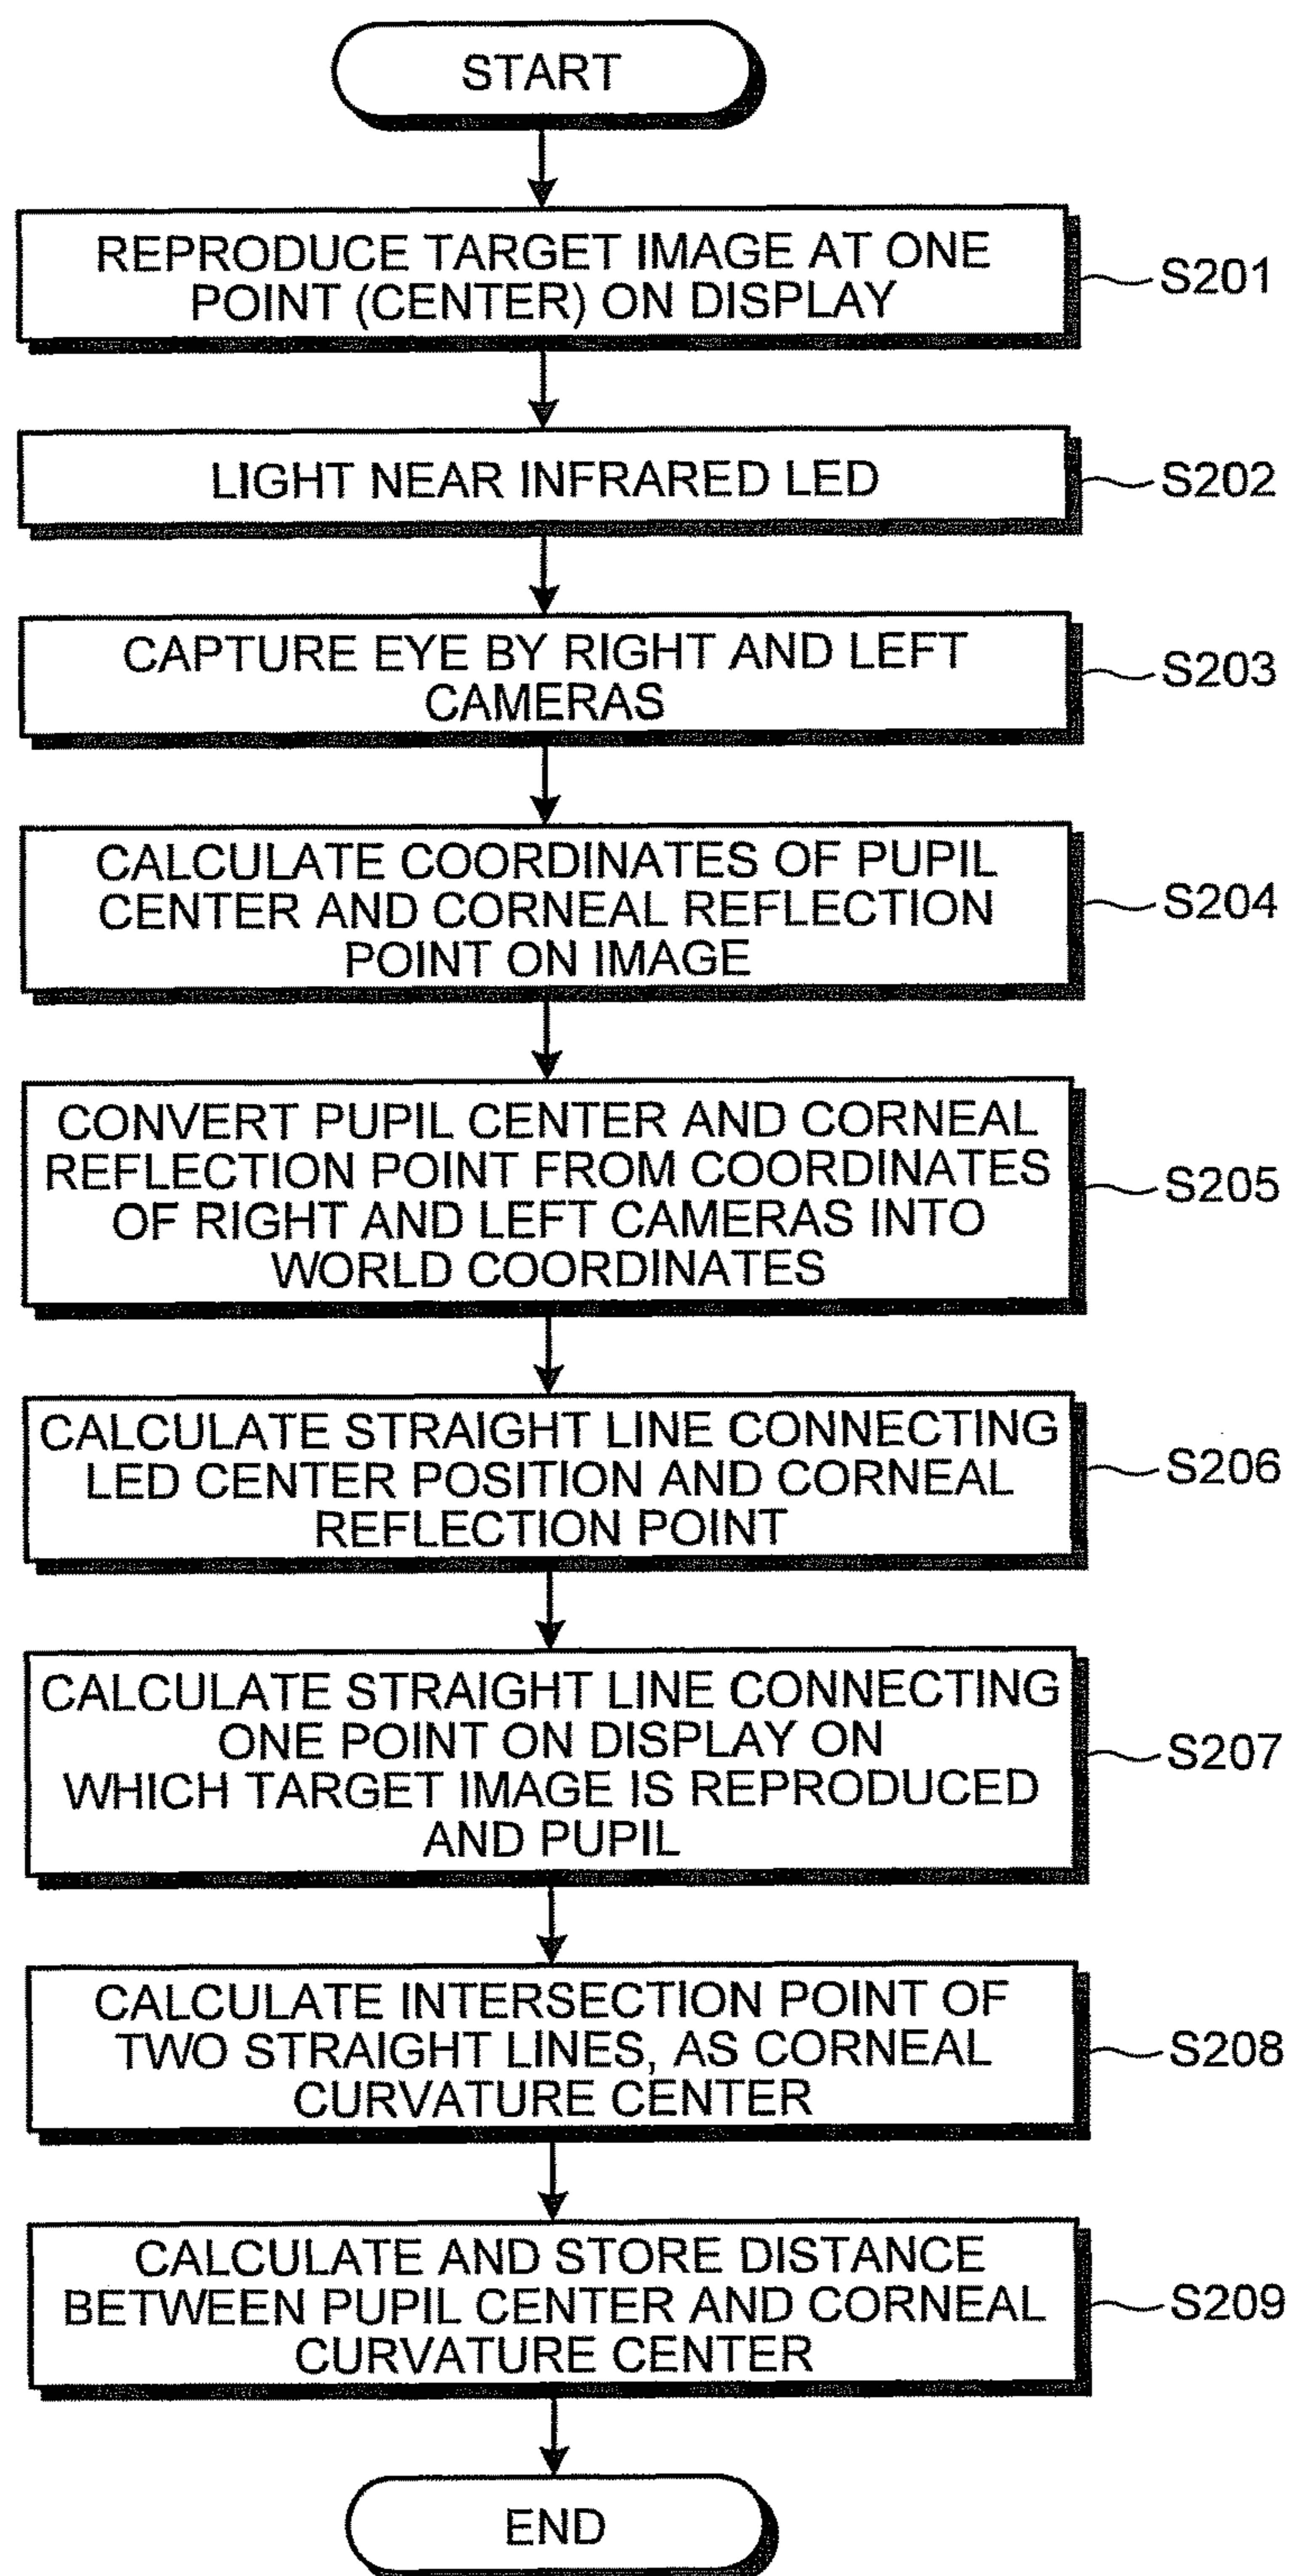 START
REPRODUCE TARGET IMAGE AT ONE
POINT (CENTER) ON DISPLAY
S201
LIGHT NEAR INFRARED LED
S202
CAPTURE EYE BY RIGHT AND LEFT
CAMERAS
S203
CALCULATE COORDINATES OF PUPIL
CENTER AND CORNEAL REFLECTION
POINT ON IMAGE
S204
CONVERT PUPIL CENTER AND CORNEAL
REFLECTION POINT FROM COORDINATES
OF RIGHT AND LEFT CAMERAS INTO
WORLD COORDINATES
S205
CALCULATE STRAIGHT LINE CONNECTING
LED CENTER POSITION AND CORNEAL
REFLECTION POINT
S206
CALCULATE STRAIGHT LINE CONNECTING
ONE POINT ON DISPLAY ON
WHICH TARGET IMAGE IS REPRODUCED
AND PUPIL
S207
CALCULATE INTERSECTION POINT OF
TWO STRAIGHT LINES, AS CORNEAL
CURVATURE CENTER
S208
CALCULATE AND STORE DISTANCE
BETWEEN PUPIL CENTER AND CORNEAL
CURVATURE CENTER
S209
END